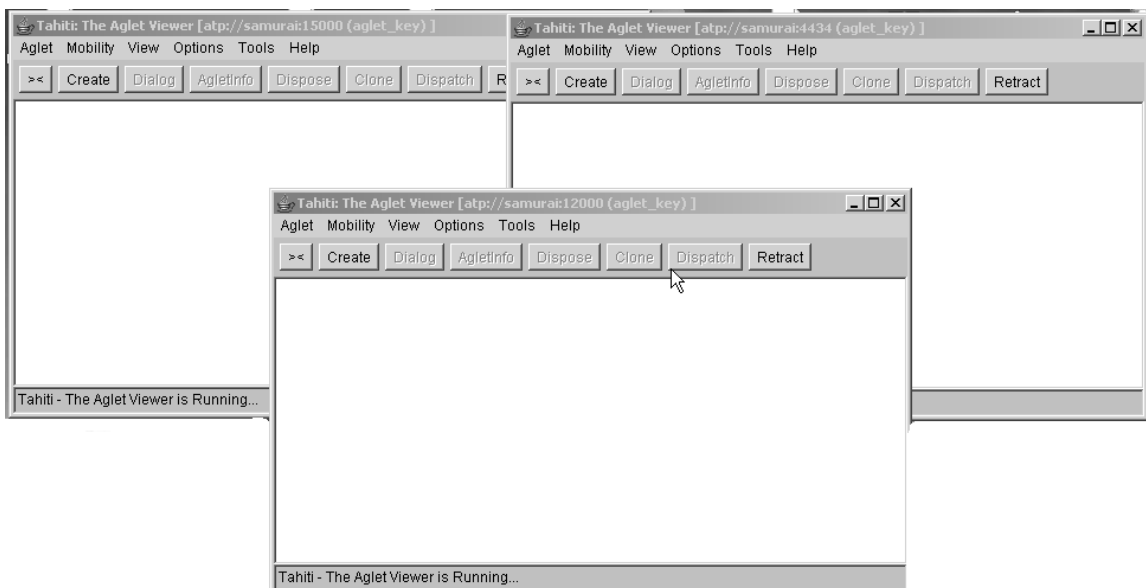 Tahiti: The Aglet Viewer [atp://samurai:15000 (aglet_key) ]
Aglet Mobility View Options Tools Help
>< Create Dialog AgletInfo Dispose Clone Dispatch R
Tahiti - The Aglet Viewer is Running...
Tahiti: The Aglet Viewer [atp://samurai:4434 (aglet_key) ]
Aglet Mobility View Options Tools Help
>< Create Dialog AgletInfo Dispose Clone Dispatch Retract
Tahiti: The Aglet Viewer [atp://samurai:12000 (aglet_key) ]
Aglet Mobility View Options Tools Help
>< Create Dialog AgletInfo Dispose Clone Dispatch Retract
Tahiti - The Aglet Viewer is Running...